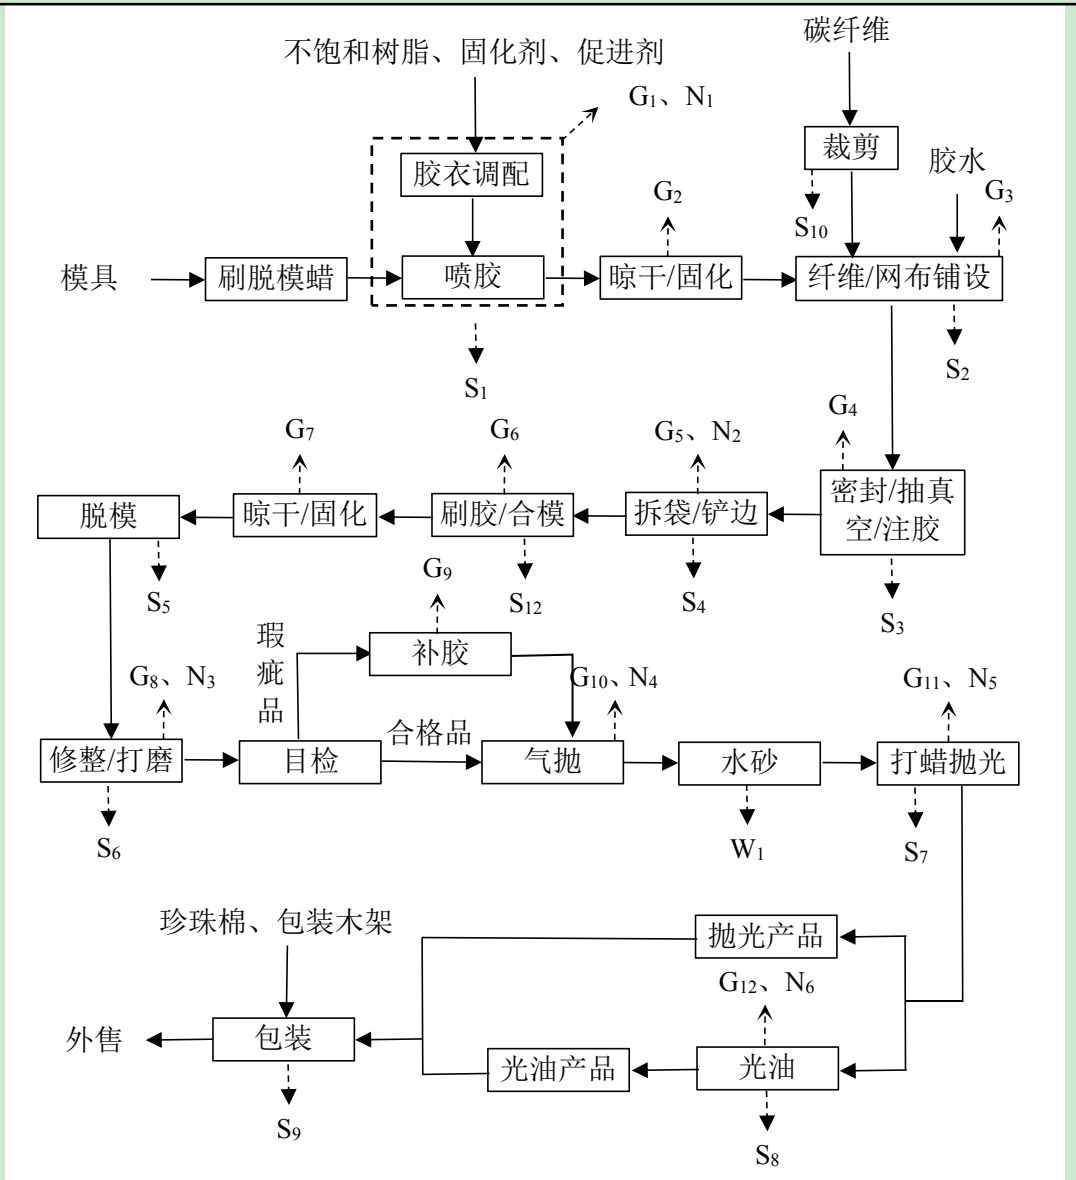 碳纤维
不饱和树脂、固化剂、促进剂
G₁、N₁
裁剪
胶水
胶衣调配
G₂
G₃
S₁₀
模具
刷脱模蜡
喷胶
晾干/固化
纤维/网布铺设
S₁
S₂
G₇
G₆
G₅、N₂
G₄
脱模
晾干/固化
刷胶/合模
拆袋/铲边
密封/抽真
空/注胶
S₅
G₉
S₁₂
S₄
S₃
瑕
疵
品
补胶
G₈、N₃
G₁₀、N₄
G₁₁、N₅
合格品
修整/打磨
目检
气抛
水砂
打蜡抛光
S₆
W₁
S₇
珍珠棉、包装木架
抛光产品
G₁₂、N₆
外售
包装
光油产品
光油
S₉
S₈